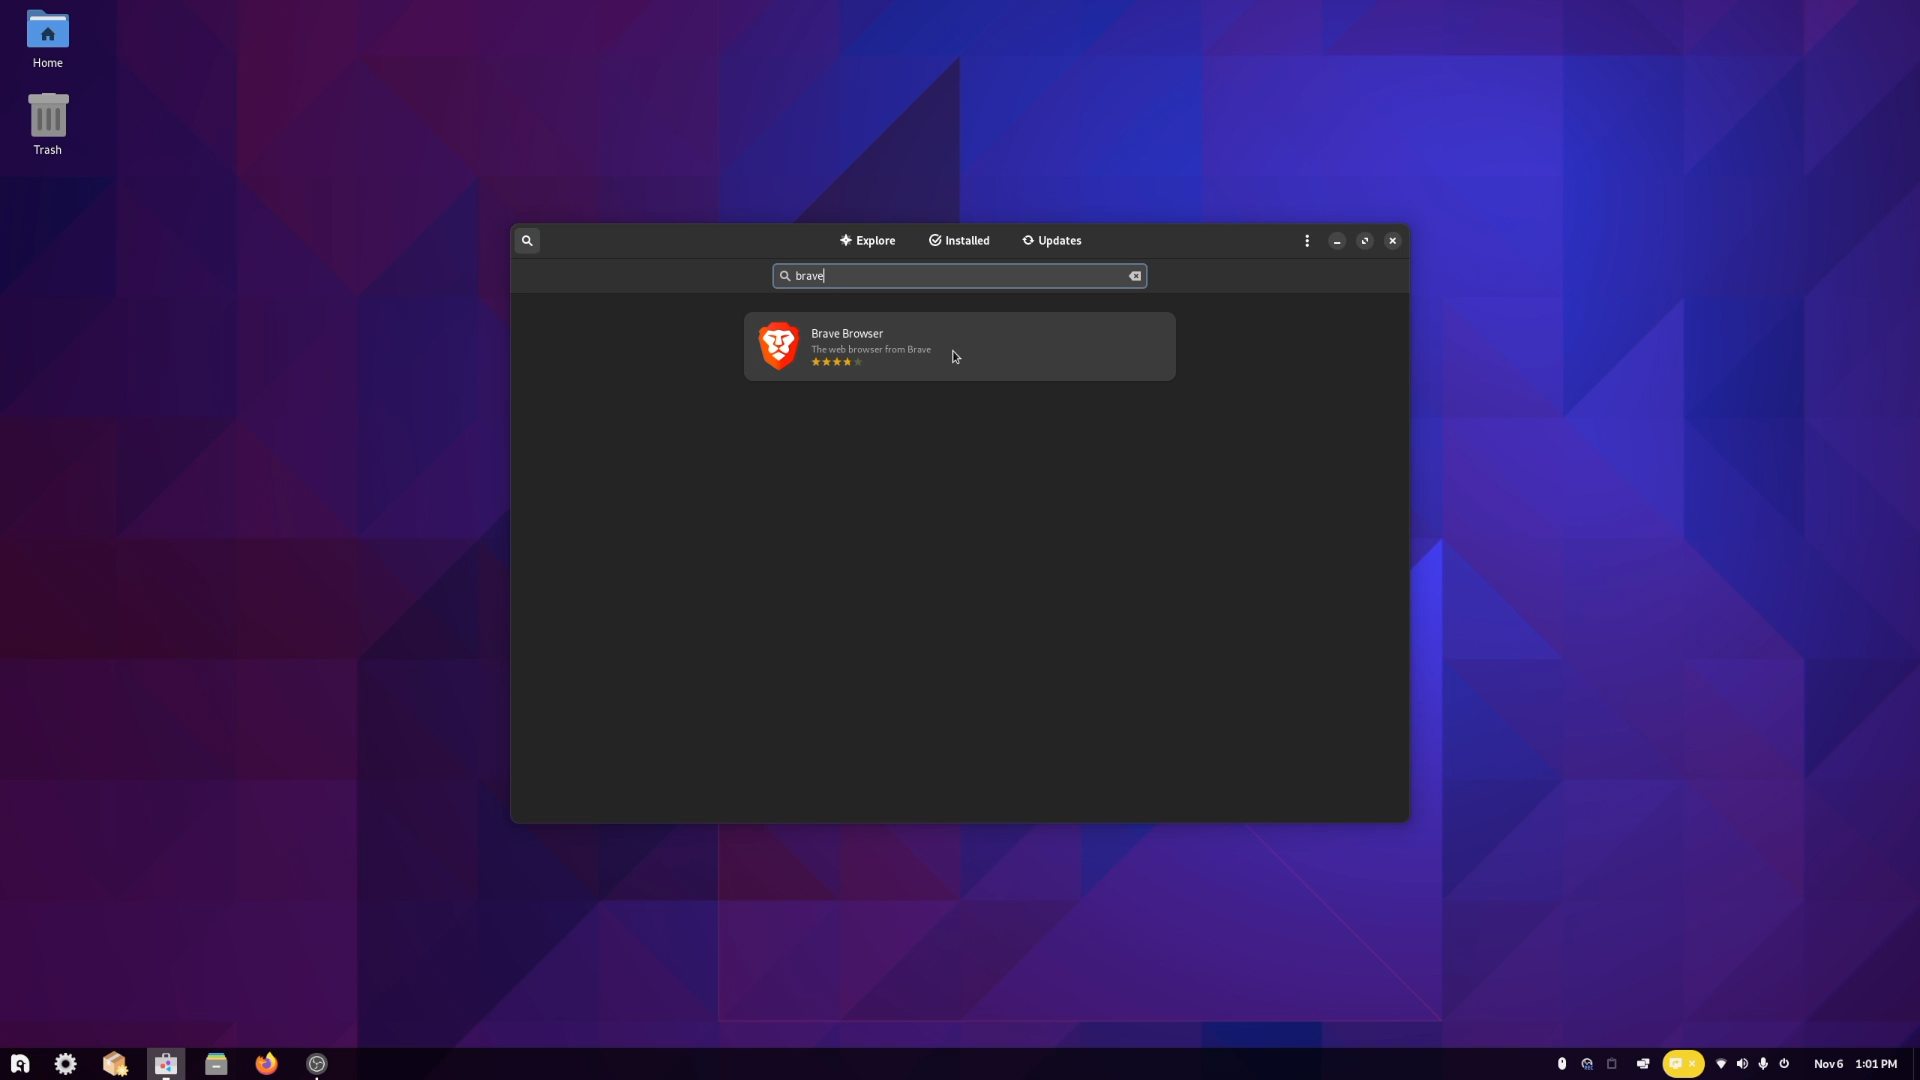 Home
Trash
Explore
Installed
Updates
brave
Brave Browser
The web browser from Brave
Nov 6 1:01 PM